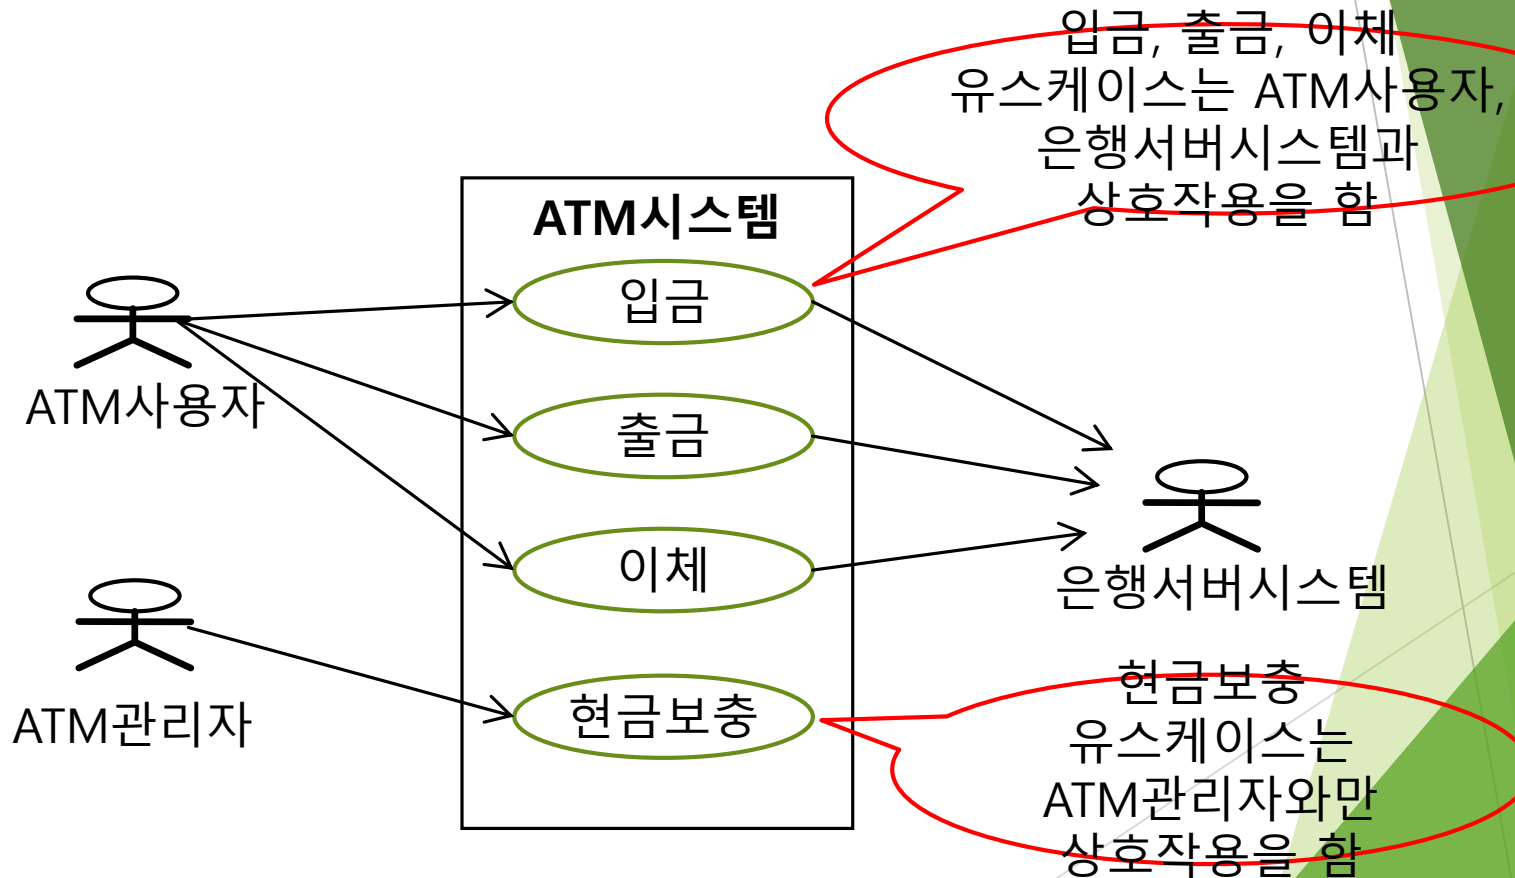 입금, 출금, 이체
유스케이스는 ATM사용자,
은행서버시스템과
상호작용을 함
ATM시스템
입금
ATM사용자
출금
이체
은행서버시스템
ATM관리자
현금보충
현금보충
유스케이스는
ATM관리자와만
상호작용을 함